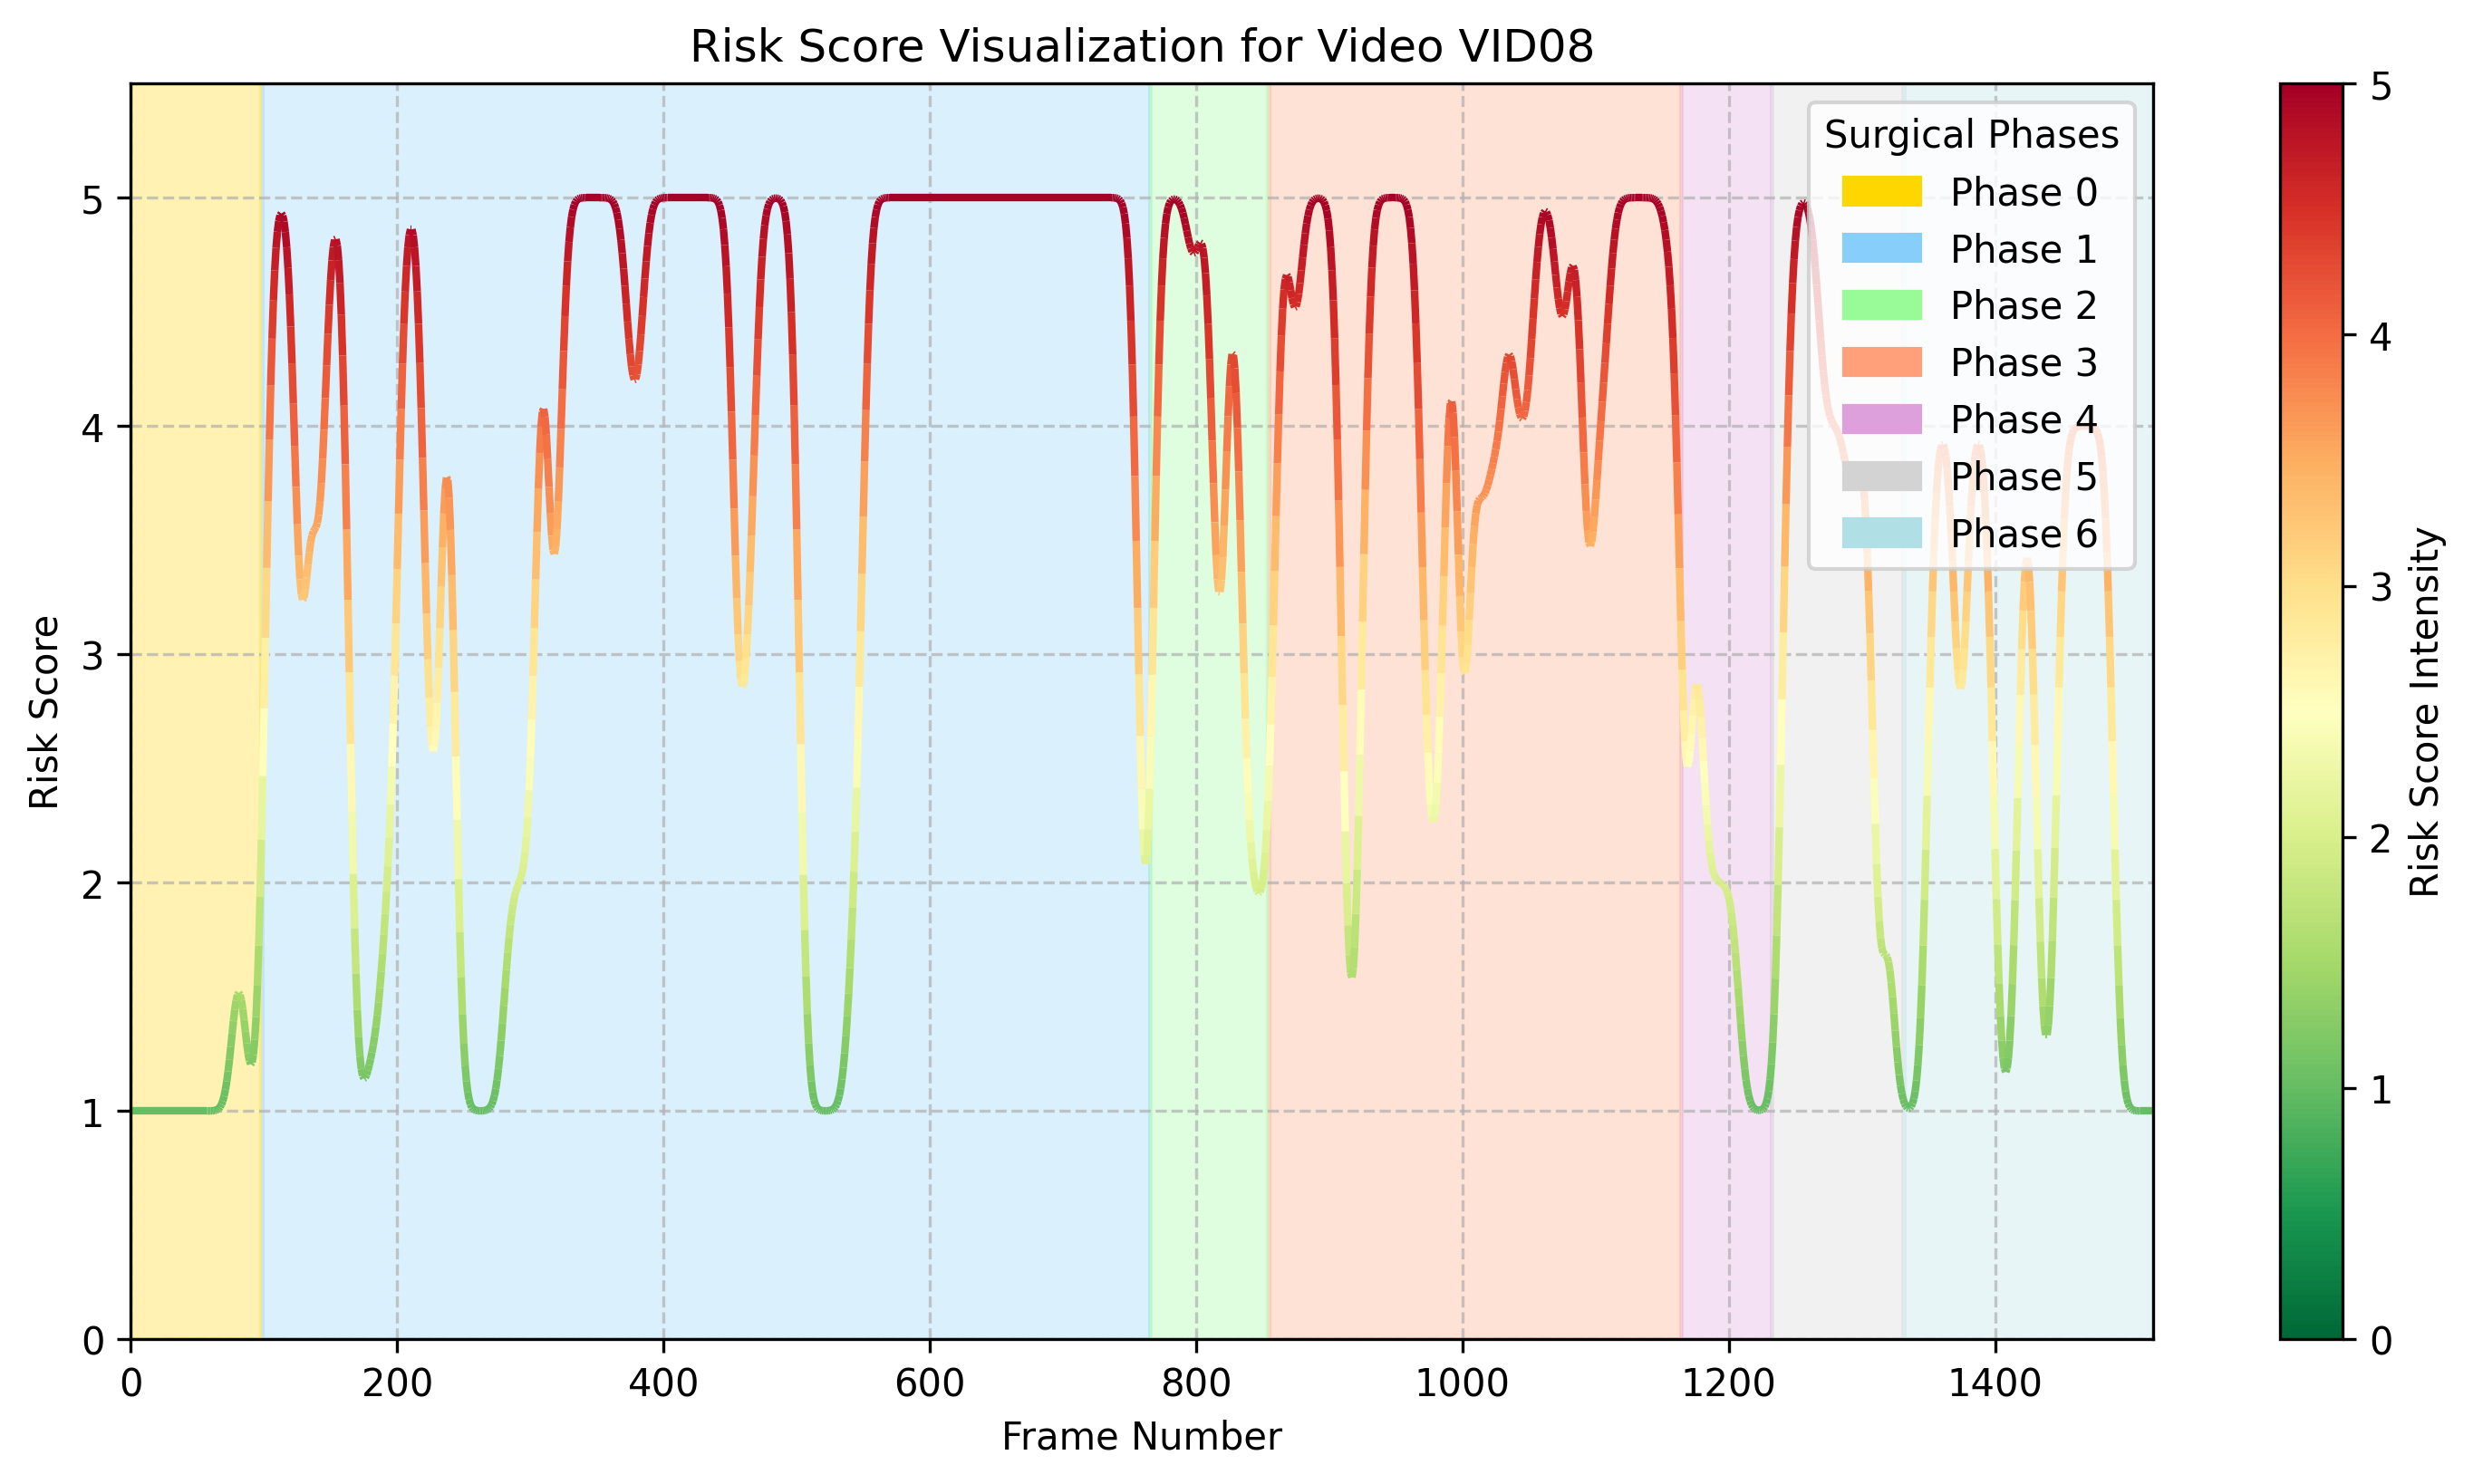 Risk Score Visualization for Video VID08
Risk Score
5
4
3
2
1
0
0 200 400 600 800 1000 1200 1400
Frame Number
Surgical Phases
Phase 0
Phase 1
Phase 2
Phase 3
Phase 4
Phase 5
Phase 6
5
4
3
2
1
0
Risk Score Intensity